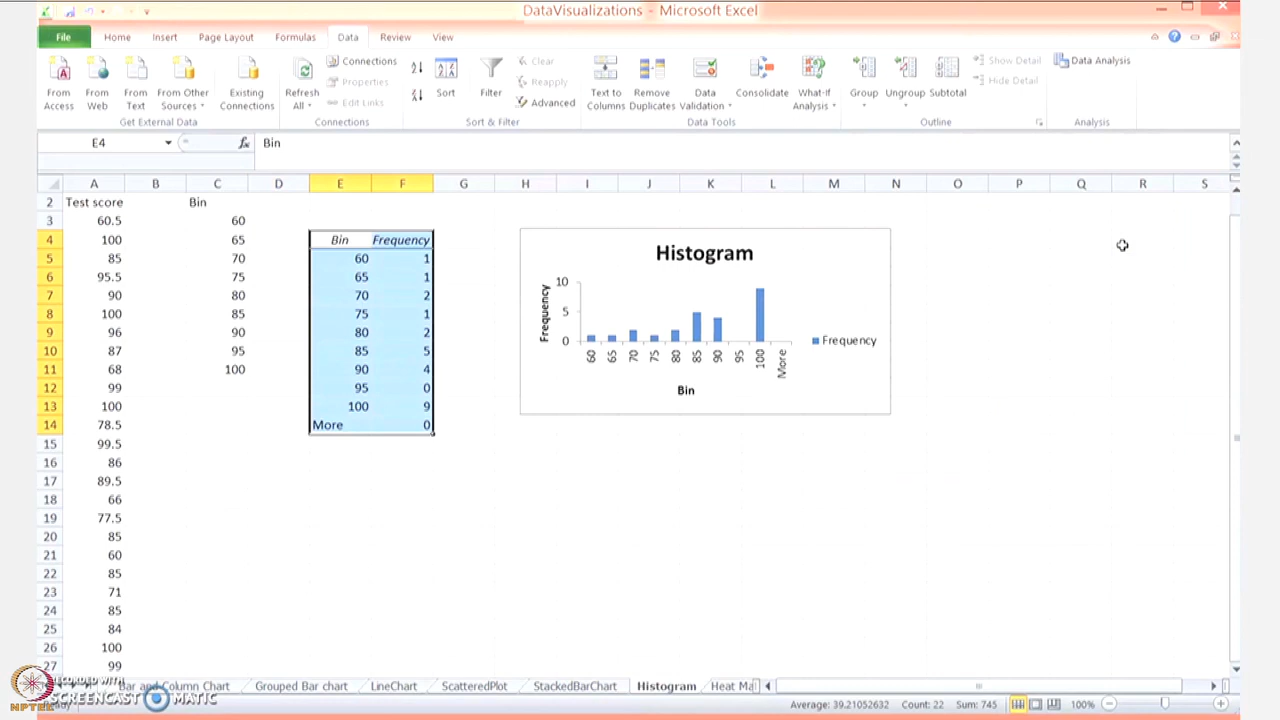 DataVisualizations - Microsoft Excel
File Home Insert Page Layout Formulas Data Review View
From Access
From Web
From Text
From Other Sources
Existing Connections
Refresh All
Connections
Properties
Edit Links
Sort
Filter
Clear
Reapply
Advanced
Text to Columns
Remove Duplicates
Data Validation
Consolidate
What-If Analysis
Group
Ungroup
Subtotal
Show Detail
Hide Detail
Data Analysis
Get External Data Connections Sort & Filter Data Tools Outline Analysis
E4 fx Bin
A B C D E F G H I J K L M N O P Q R S
2 Test score Bin
3 60.5 60
4 100 65 Bin Frequency
5 85 70 60 1
6 95.5 75 65 1
7 90 80 70 2
8 100 85 75 1
9 96 90 80 2
10 87 95 85 5
11 68 100 90 4
12 99 95 0
13 100 100 9
14 78.5 More 0
15 99.5
16 86
17 89.5
18 66
19 77.5
20 85
21 60
22 85
23 71
24 85
25 84
26 100
27 99
Histogram
Frequency
10
5
0
60 65 70 75 80 85 90 95 100 More
Bin
Frequency
Bar and Column Chart Grouped Bar chart LineChart ScatteredPlot StackedBarChart Histogram Heat Ma
RECORDED WITH
SCREENCAST MATIC
NPTEL
Average: 39.21052632 Count: 22 Sum: 745 100%